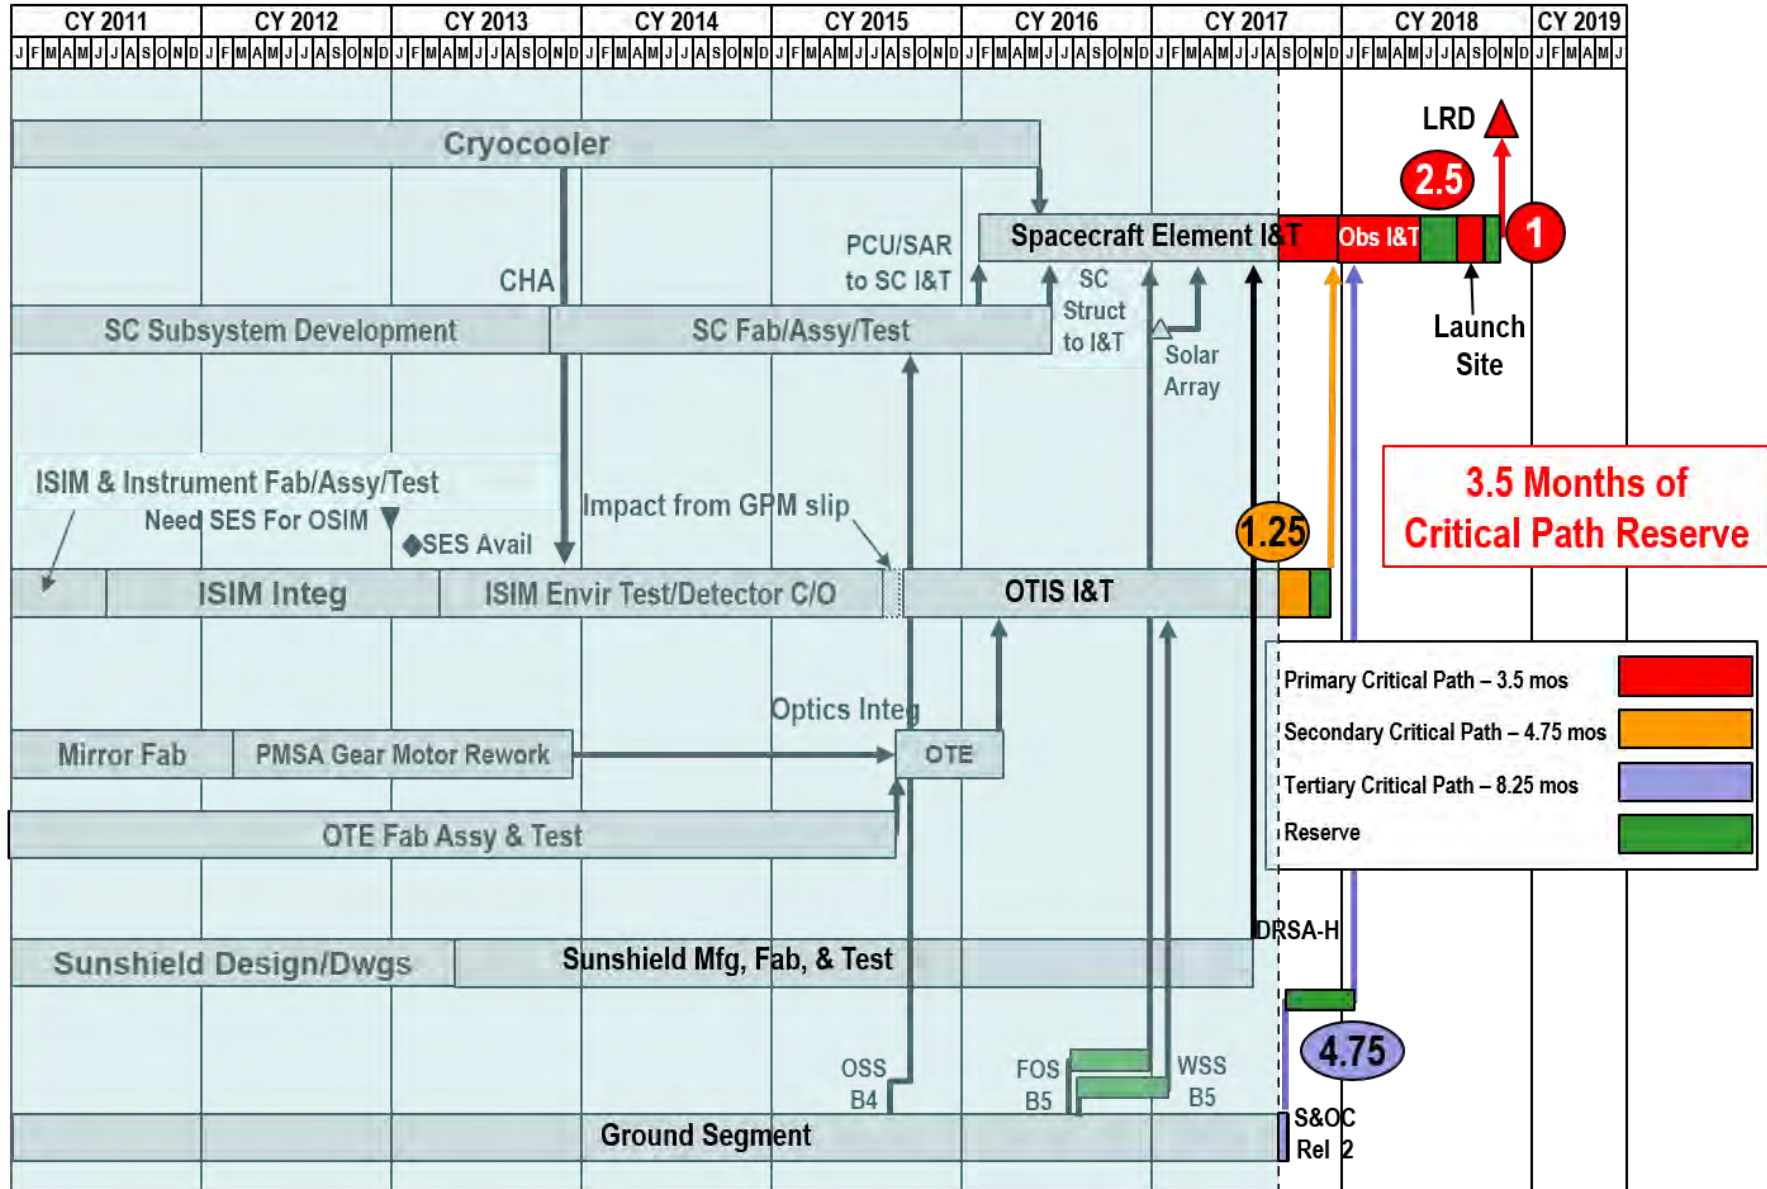 CY 2011 CY 2012 CY 2013 CY 2014 CY 2015 CY 2016 CY 2017 CY 2018 CY 2019
J F M A M J J A S O N D J F M A M J J A S O N D J F M A M J J A S O N D J F M A M J J A S O N D J F M A M J J A S O N D J F M A M J J A S O N D J F M A M J J A S O N D J F M A M J J A S O N D J F M A M J
LRD
Cryocooler
2.5
Spacecraft Element I&T
Obs I&T
1
PCU/SAR
to SC I&T
CHA
SC
Struct
to I&T
SC Subsystem Development
SC Fab/Assy/Test
Solar
Array
Launch
Site
ISIM & Instrument Fab/Assy/Test
Need SES For OSIM
SES Avail
Impact from GPM slip
1.25
3.5 Months of
Critical Path Reserve
ISIM Integ
ISIM Envir Test/Detector C/O
OTIS I&T
Primary Critical Path – 3.5 mos
Secondary Critical Path – 4.75 mos
Tertiary Critical Path – 8.25 mos
Reserve
Optics Integ
Mirror Fab
PMSA Gear Motor Rework
OTE
OTE Fab Assy & Test
DRSA-H
Sunshield Design/Dwgs
Sunshield Mfg, Fab, & Test
4.75
OSS
B4
FOS
B5
WSS
B5
Ground Segment
S&OC
Rel 2